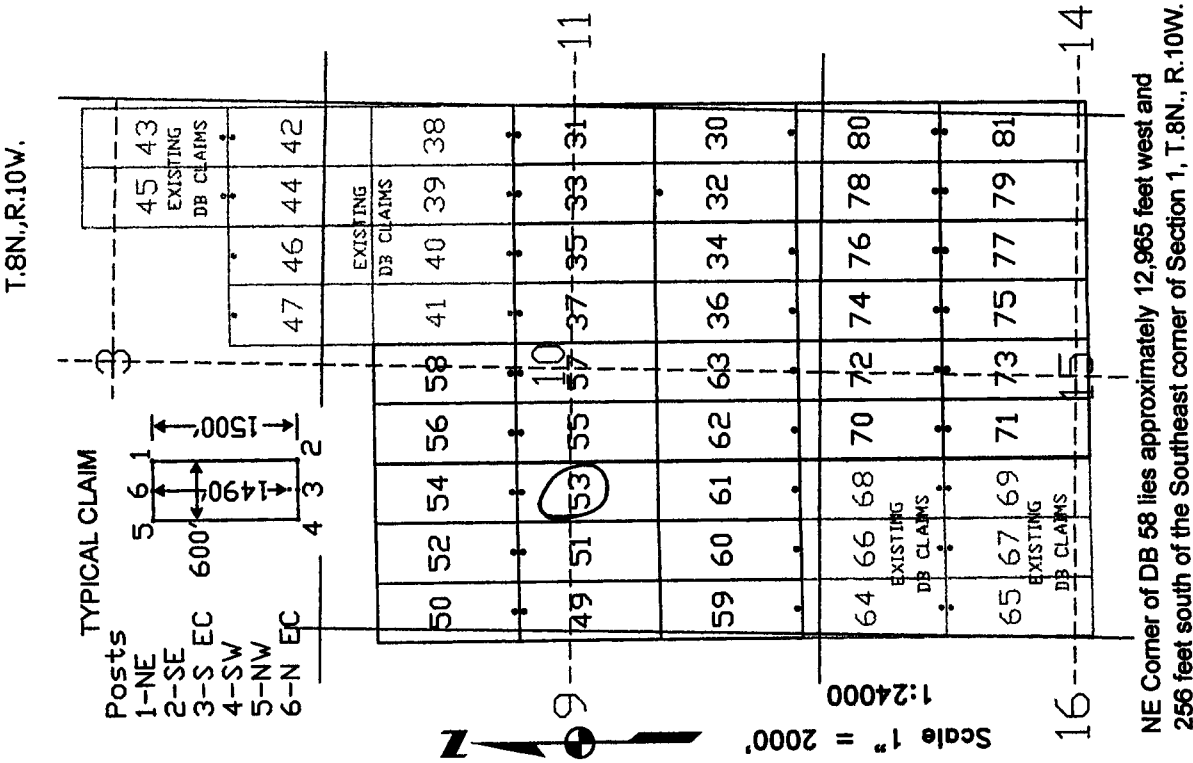 T.8N.,R.10W.
TYPICAL CLAIM
Posts
1-NE
2-SE
3-S EC
4-SW
5-NW
6-N EC
5 6 1
600'
1490'
1500'
4 3 2
3
45 43
EXISTING
DB CLAIMS
47 46 44 42
EXISTING
DB CLAIMS
50 52 54 56 58 41 40 39 38
10
9 49 51 53 55 57 37 35 33 31 11
59 60 61 62 63 36 34 32 30
64 66 68 70 72 74 76 78 80
EXISTING
DB CLAIMS
65 67 69 71 73 75 77 79 81
EXISTING
DB CLAIMS
16 15 14
N
Scale 1" = 2000'
1:24000
NE Corner of DB 58 lies approximately 12,965 feet west and
256 feet south of the Southeast corner of Section 1, T.8N., R.10W.